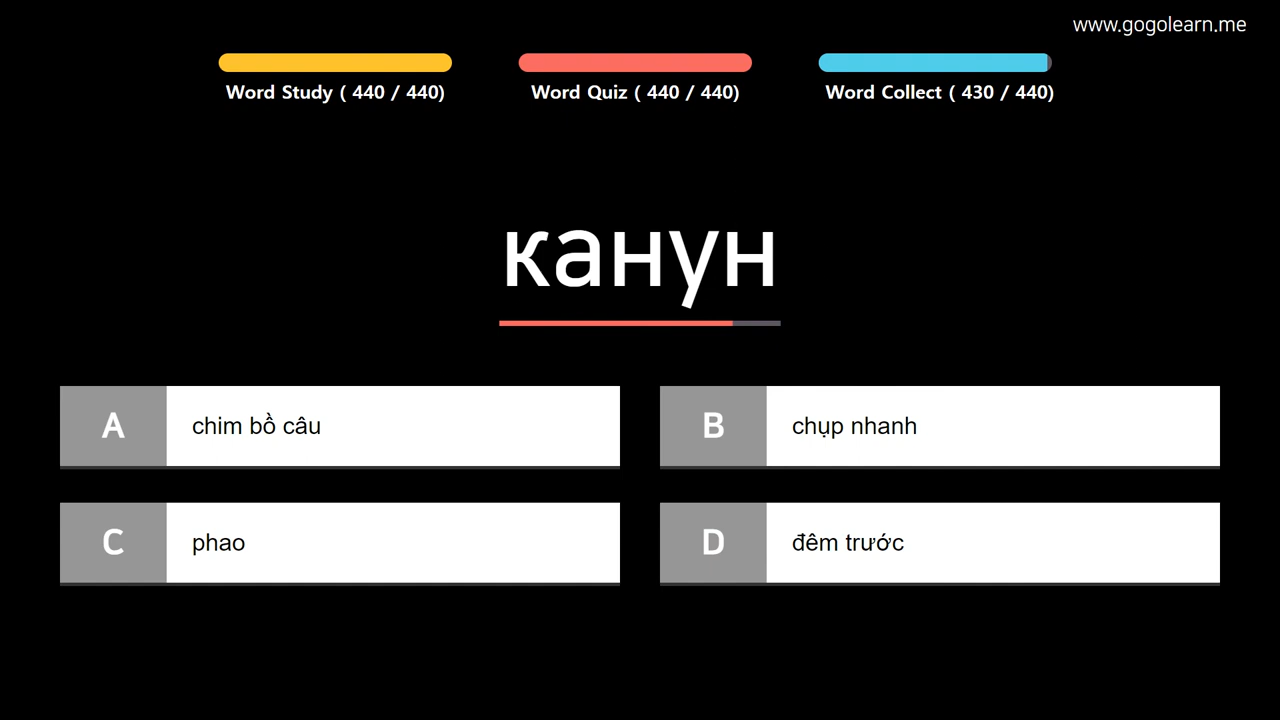 www.gogolearn.me
Word Study ( 440 / 440)
Word Quiz ( 440 / 440)
Word Collect ( 430 / 440)
канун
A chim bồ câu
B chụp nhanh
C phao
D đêm trước